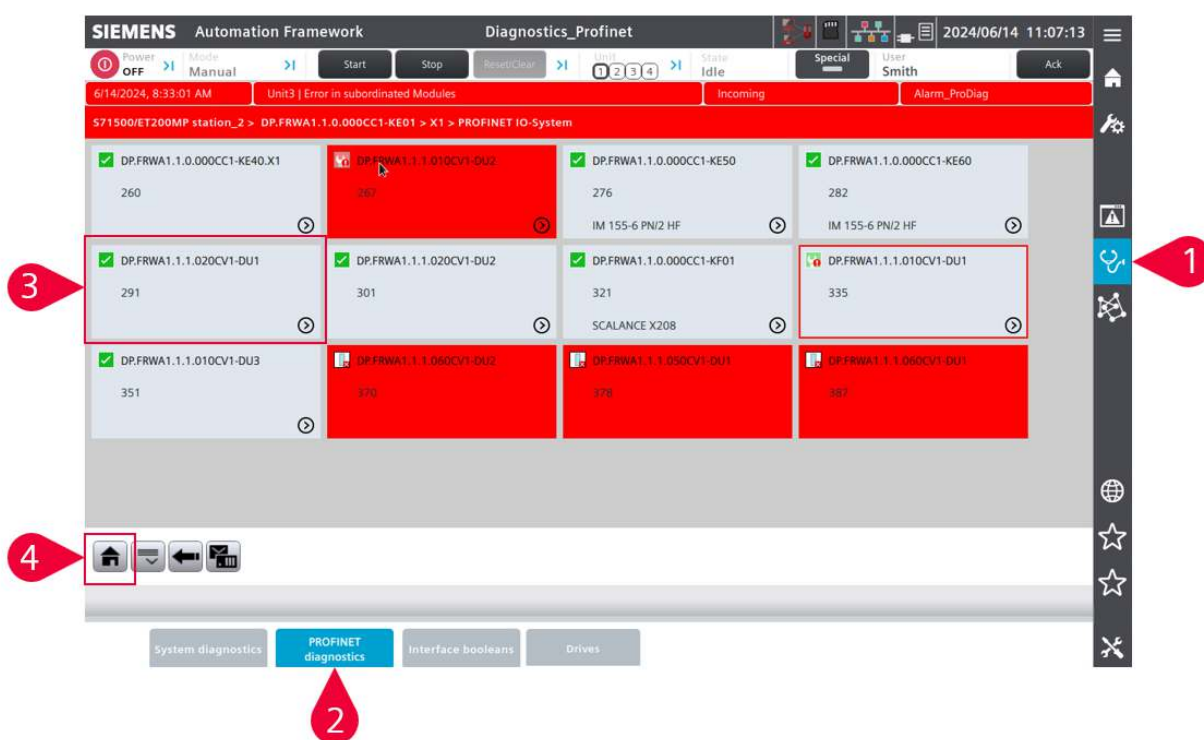 SIEMENS Automation Framework Diagnostics_Profinet 2024/06/14 11:07:13
Power OFF Mode Manual Start Stop Reset/Clear Unit 1 2 3 4 State Idle Special User Smith Ack
6/14/2024, 8:33:01 AM Unit3 | Error in subordinated Modules Incoming Alarm_ProDiag
S71500/ET200MP station_2 > DP.FRWA1.1.0.000CC1-KE01 > X1 > PROFINET IO-System
DP.FRWA1.1.0.000CC1-KE40.X1 DP.FRWA1.1.1.010CV1-DU2 DP.FRWA1.1.0.000CC1-KE50 DP.FRWA1.1.0.000CC1-KE60
260 267 276 282
IM 155-6 PN/2 HF IM 155-6 PN/2 HF
1
3
DP.FRWA1.1.1.020CV1-DU1 DP.FRWA1.1.1.020CV1-DU2 DP.FRWA1.1.0.000CC1-KF01 DP.FRWA1.1.1.010CV1-DU1
291 301 321 335
SCALANCE X208
DP.FRWA1.1.1.010CV1-DU3 DP.FRWA1.1.1.060CV1-DU2 DP.FRWA1.1.1.050CV1-DU1 DP.FRWA1.1.1.060CV1-DU1
351 370 378 387
4
System diagnostics PROFINET diagnostics Interface booleans Drives
2